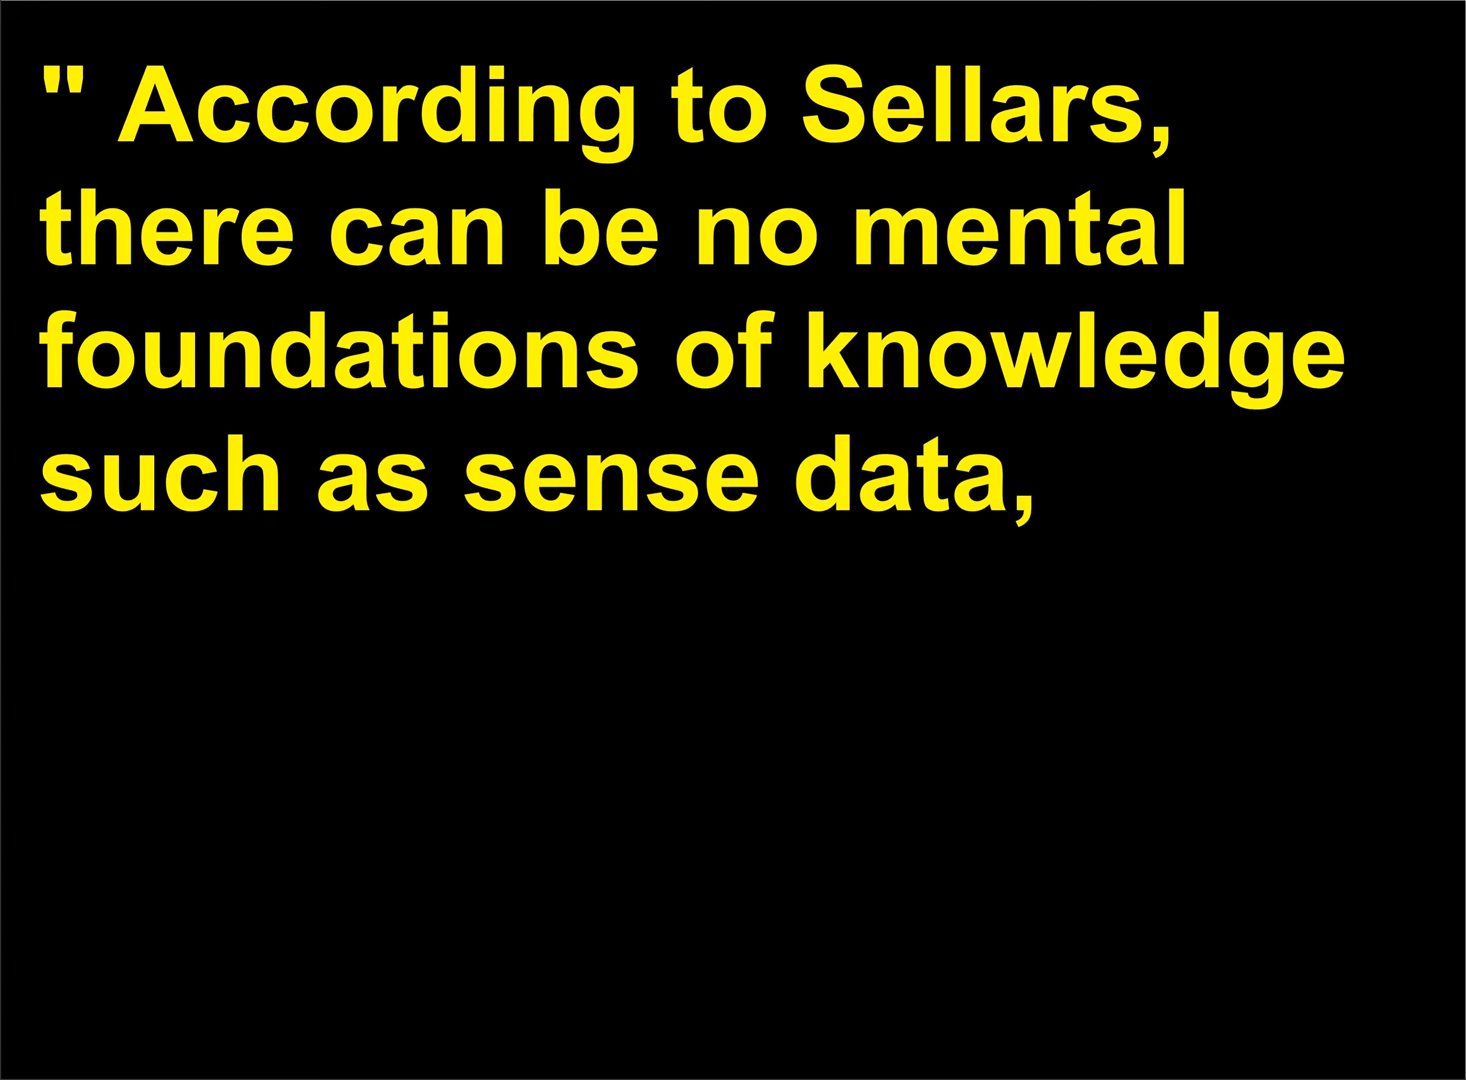 " According to Sellars,
there can be no mental
foundations of knowledge
such as sense data,